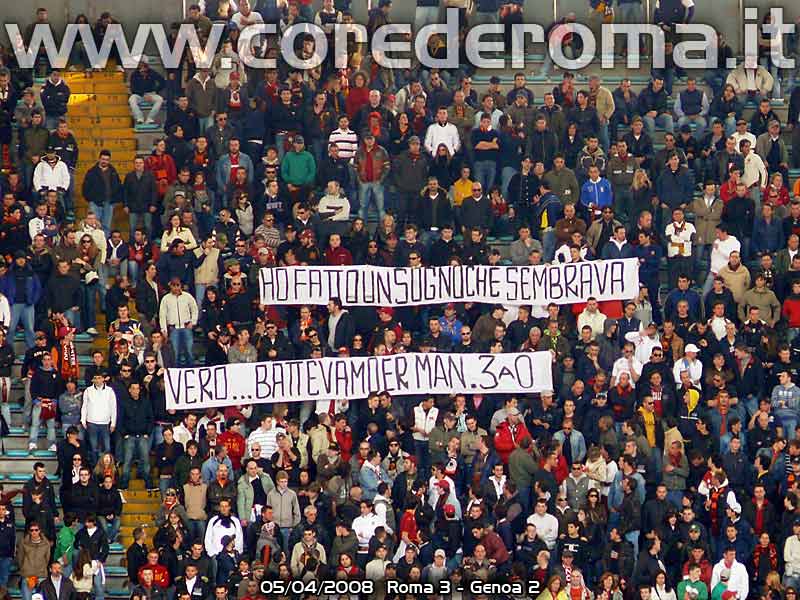 www.corederoma.it
HO FATTO UN SOGNO CHE SEMBRAVA
VERO...BATTEVAMO ER MAN. 3 A 0
05/04/2008 Roma 3 - Genoa 2